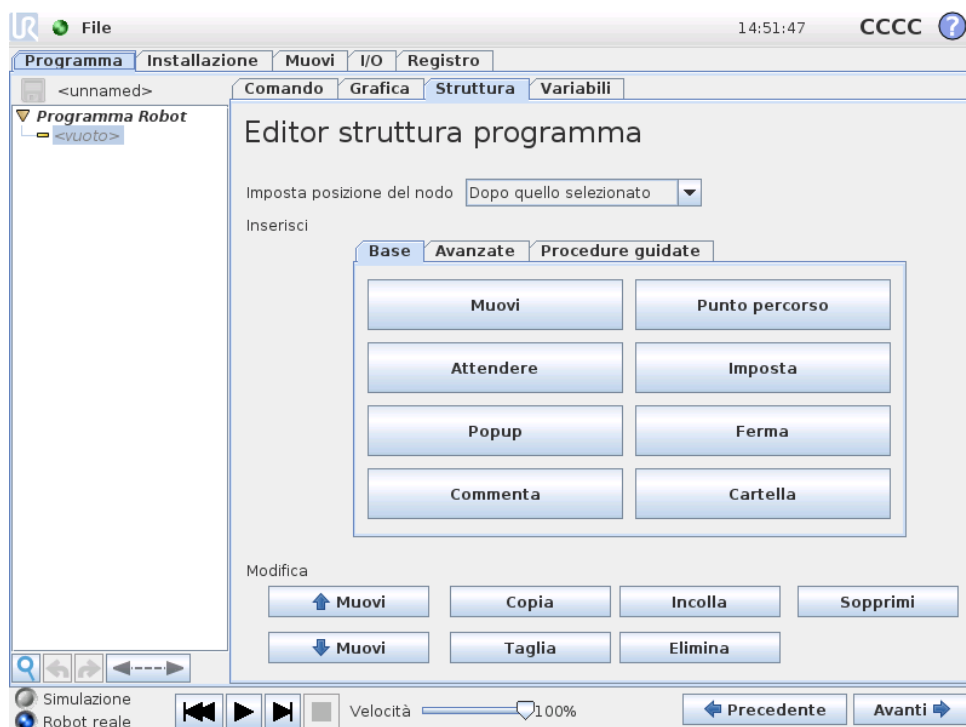 UR File 14:51:47 CCCC ?
Programma Installazione Muovi I/O Registro
<unnamed> Comando Grafica Struttura Variabili
Programma Robot
<vuoto>
Editor struttura programma
Imposta posizione del nodo Dopo quello selezionato
Inserisci
Base Avanzate Procedure guidate
Muovi Punto percorso
Attendere Imposta
Popup Ferma
Commenta Cartella
Modifica
Muovi Copia Incolla Sopprimi
Muovi Taglia Elimina
Simulazione
Robot reale
Velocità 100% Precedente Avanti